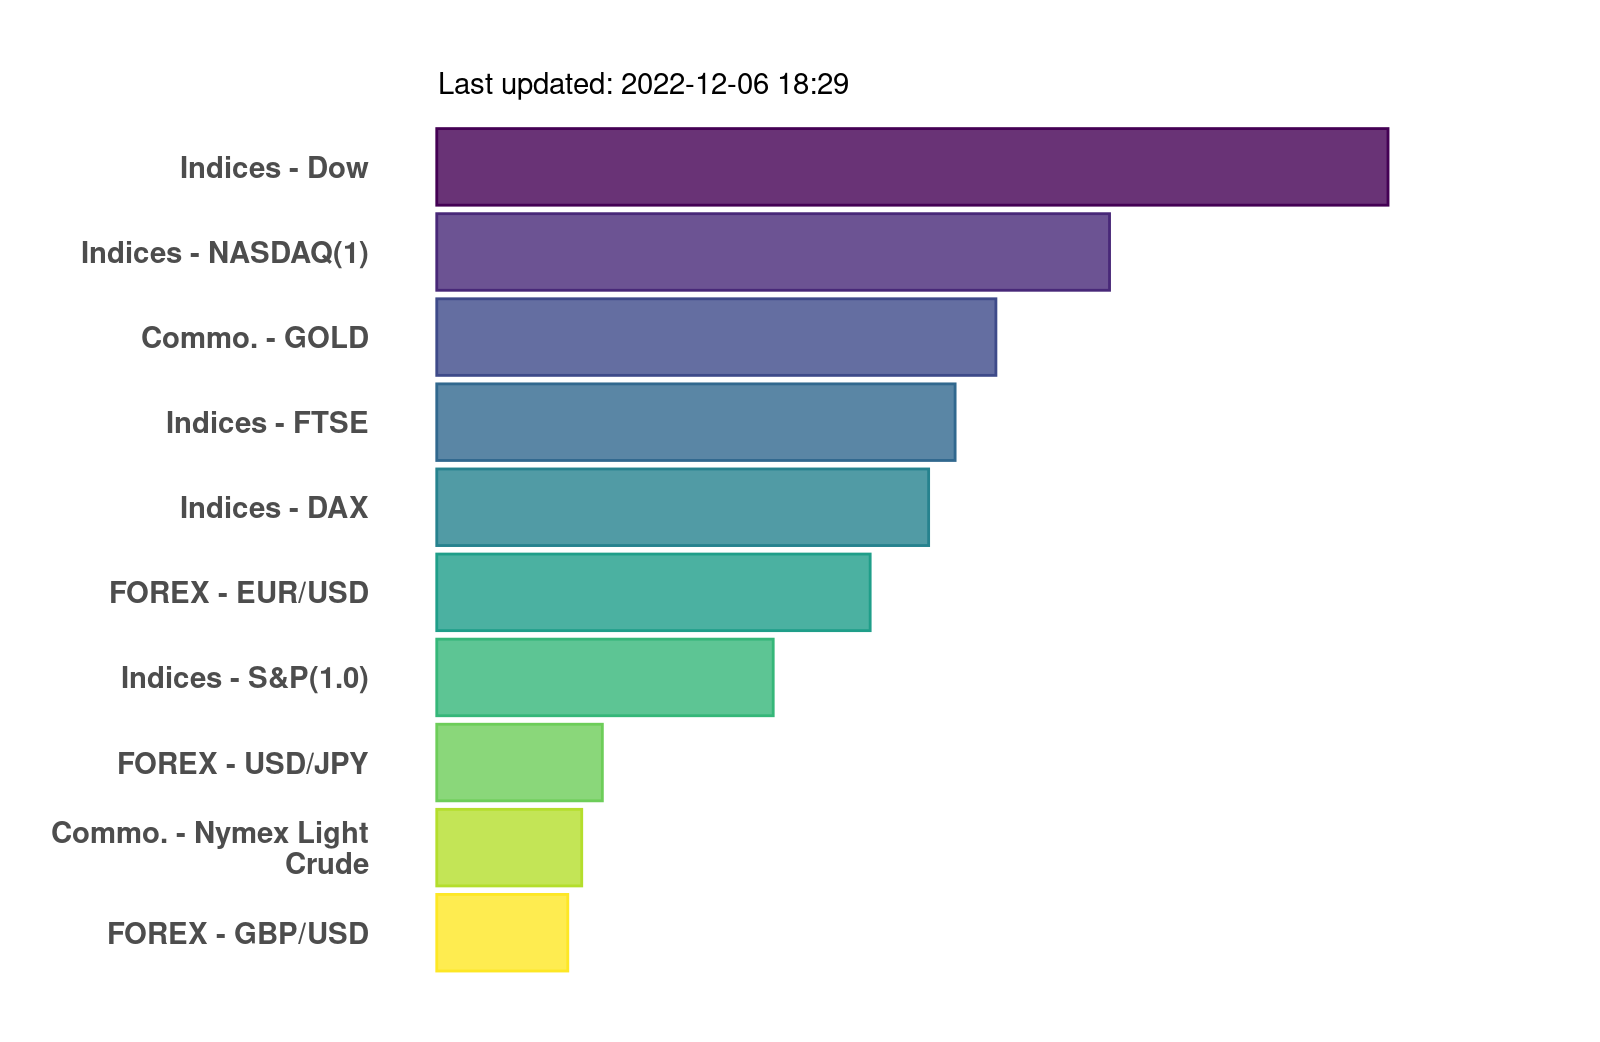 Last updated: 2022-12-06 18:29
Indices - Dow
Indices - NASDAQ(1)
Commo. - GOLD
Indices - FTSE
Indices - DAX
FOREX - EUR/USD
Indices - S&P(1.0)
FOREX - USD/JPY
Commo. - Nymex Light
Crude
FOREX - GBP/USD